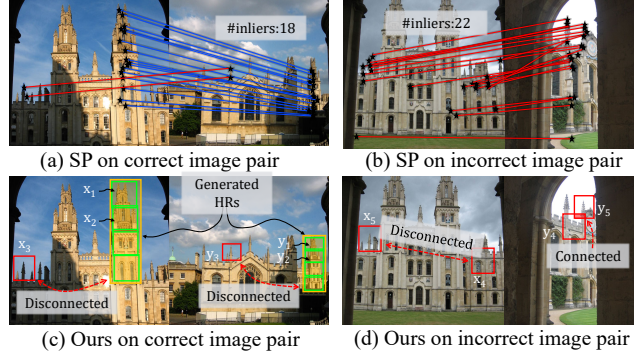 #inliers:18
#inliers:22
(a) SP on correct image pair
(b) SP on incorrect image pair
x₁
x₂
x₃
Generated
HRs
y₃
y₂
Disconnected
Disconnected
x₅
Disconnected
x₄
y₅
Connected
(c) Ours on correct image pair
(d) Ours on incorrect image pair